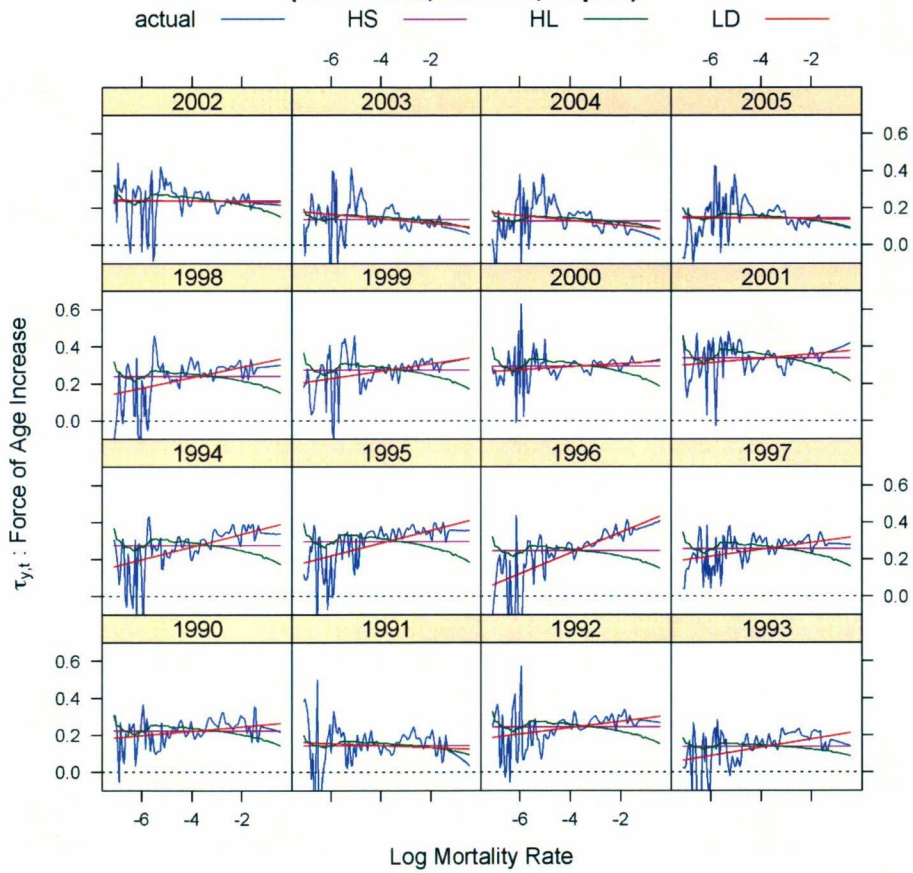 actual HS HL LD
-6 -4 -2 -6 -4 -2
2002 2003 2004 2005
0.6
0.4
0.2
0.0
1998 1999 2000 2001
0.6
0.4
0.2
0.0
1994 1995 1996 1997
0.6
0.4
0.2
0.0
1990 1991 1992 1993
0.6
0.4
0.2
0.0
-6 -4 -2 -6 -4 -2
τy,t : Force of Age Increase
Log Mortality Rate